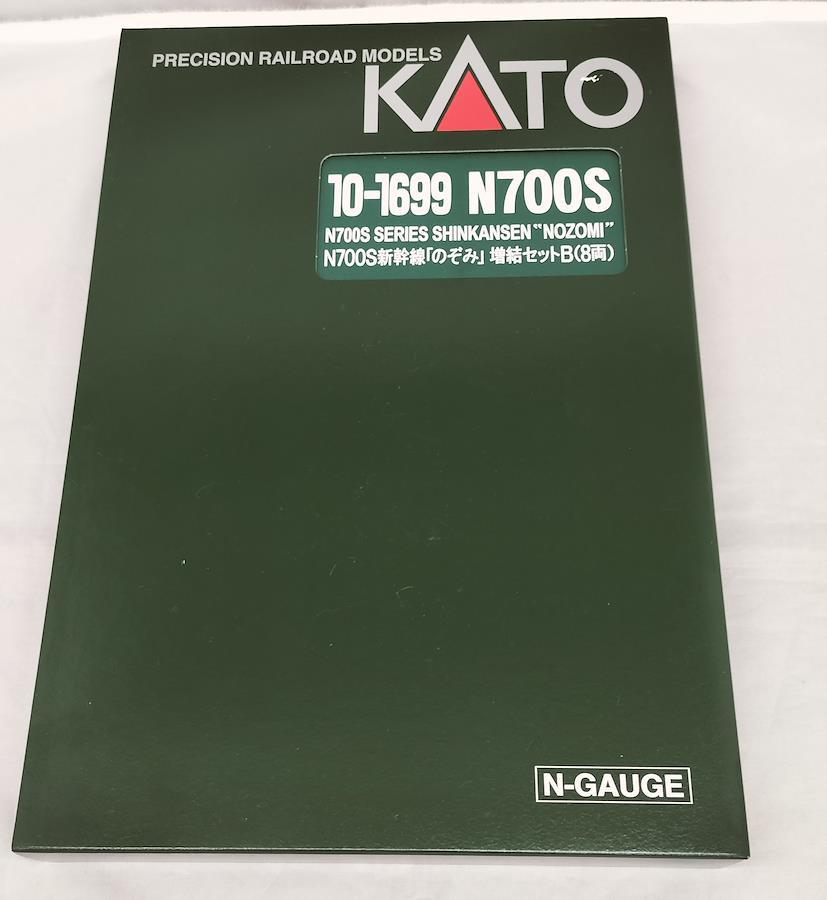 PRECISION RAILROAD MODELS
KATO
10-1699 N700S
N700S SERIES SHINKANSEN "NOZOMI"
N700S新幹線「のぞみ」 増結セットB(8両)
N-GAUGE